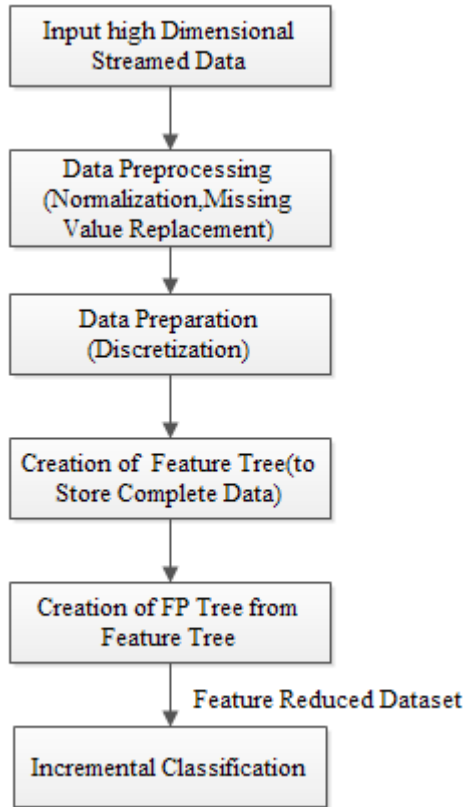 Input high Dimensional
Streamed Data
Data Preprocessing
(Normalization,Missing
Value Replacement)
Data Preparation
(Discretization)
Creation of Feature Tree(to
Store Complete Data)
Creation of FP Tree from
Feature Tree
Feature Reduced Dataset
Incremental Classification